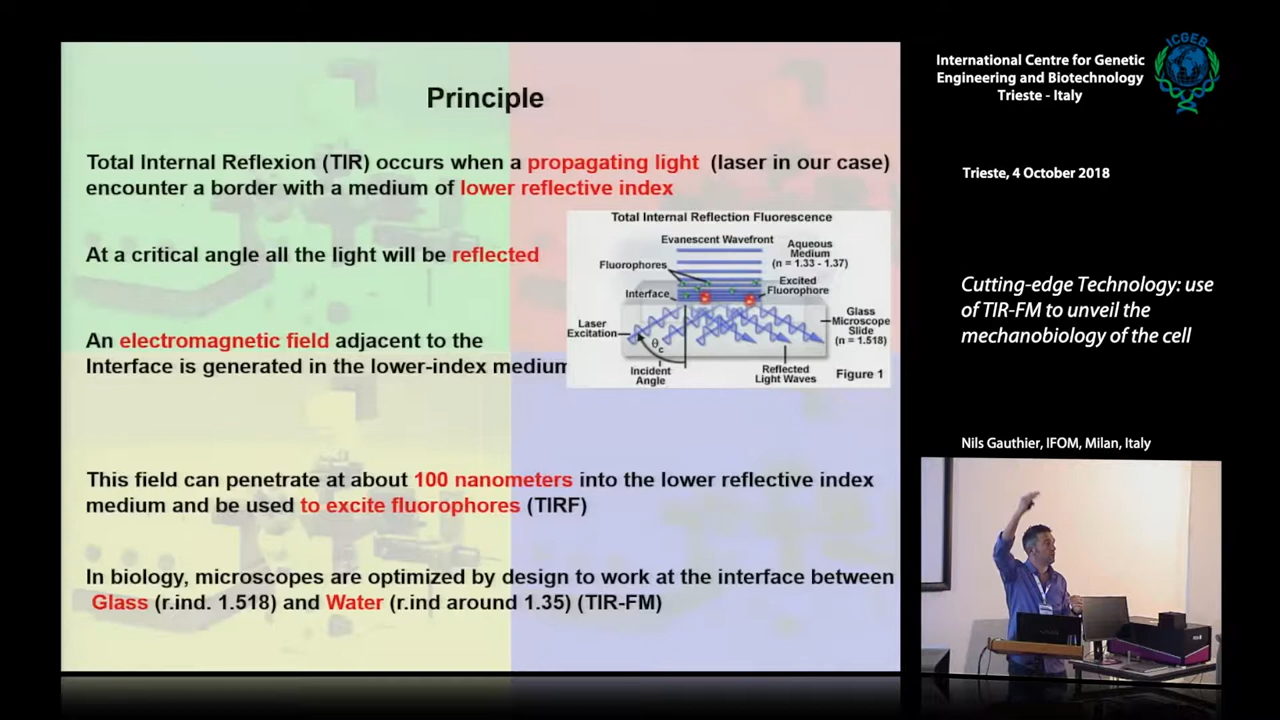 Principle
Total Internal Reflexion (TIR) occurs when a propagating light (laser in our case)
encounter a border with a medium of lower reflective index
At a critical angle all the light will be reflected
An electromagnetic field adjacent to the
Interface is generated in the lower-index medium
Total Internal Reflection Fluorescence
Evanescent Wavefront
Aqueous
Medium
(n = 1.33 - 1.37)
Fluorophores
Excited
Fluorophore
Interface
Laser
Excitation
Glass
Microscope
Slide
(n = 1.518)
θc
Incident
Angle
Reflected
Light Waves
Figure 1
This field can penetrate at about 100 nanometers into the lower reflective index
medium and be used to excite fluorophores (TIRF)
In biology, microscopes are optimized by design to work at the interface between
Glass (r.ind. 1.518) and Water (r.ind around 1.35) (TIR-FM)
International Centre for Genetic
Engineering and Biotechnology
Trieste - Italy
ICGEB
Trieste, 4 October 2018
Cutting-edge Technology: use
of TIR-FM to unveil the
mechanobiology of the cell
Nils Gauthier, IFOM, Milan, Italy